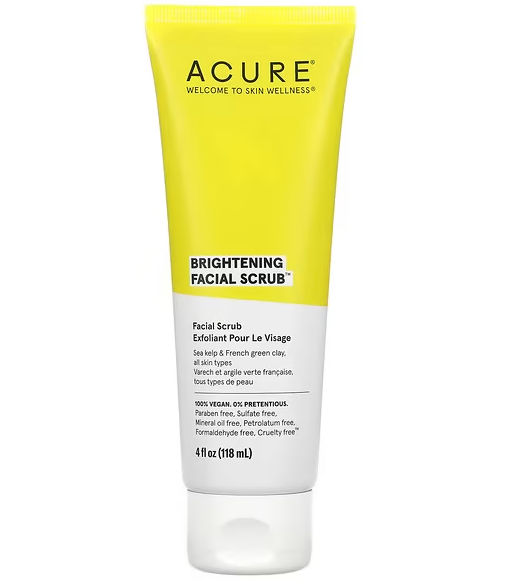 ACURE®
WELCOME TO SKIN WELLNESS®
BRIGHTENING
FACIAL SCRUB™
Facial Scrub
Exfoliant Pour Le Visage
Sea kelp & French green clay,
all skin types
Varech et argile verte française,
tous types de peau
100% VEGAN. 0% PRETENTIOUS.
Paraben free, Sulfate free,
Mineral oil free, Petrolatum free,
Formaldehyde free, Cruelty free™
4 fl oz (118 mL)